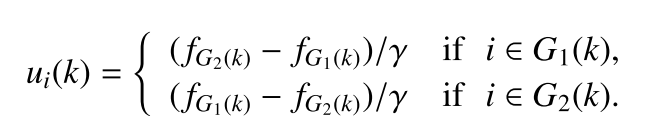 u_i(k) = { (f_{G_2(k)} − f_{G_1(k)})/γ if i ∈ G_1(k),
(f_{G_1(k)} − f_{G_2(k)})/γ if i ∈ G_2(k).